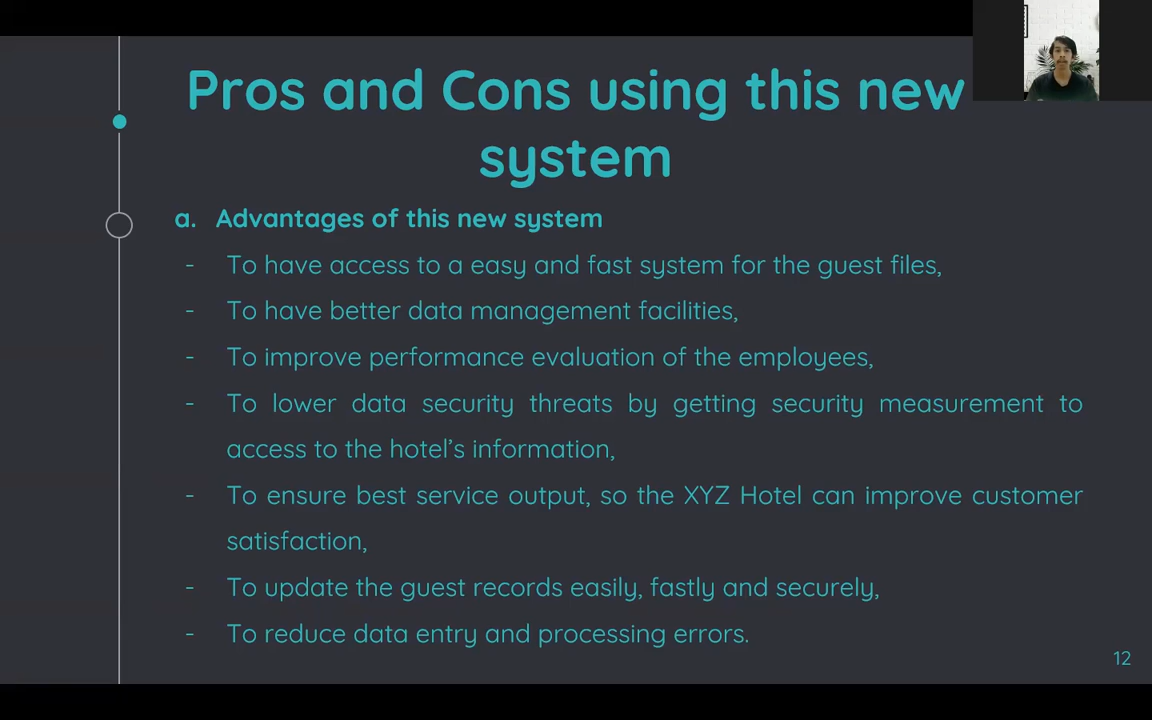 Pros and Cons using this new
system
a. Advantages of this new system
- To have access to a easy and fast system for the guest files,
- To have better data management facilities,
- To improve performance evaluation of the employees,
- To lower data security threats by getting security measurement to
access to the hotel's information,
- To ensure best service output, so the XYZ Hotel can improve customer
satisfaction,
- To update the guest records easily, fastly and securely,
- To reduce data entry and processing errors.
12